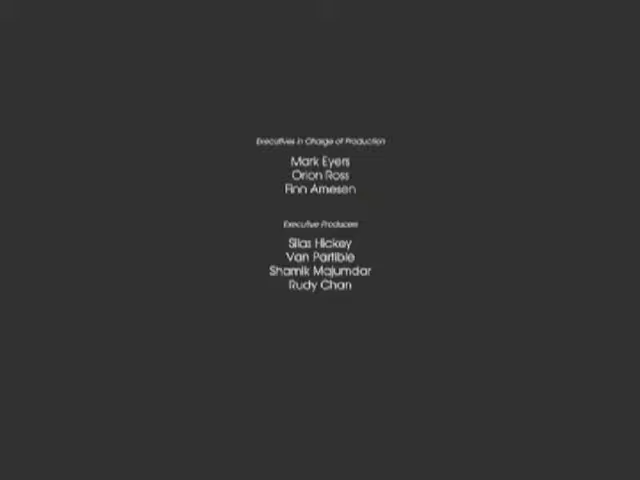 Executives in Charge of Production
Mark Eyers
Orion Ross
Finn Arnesen
Executive Producers
Silas Hickey
Van Partible
Shamik Majumdar
Rudy Chan